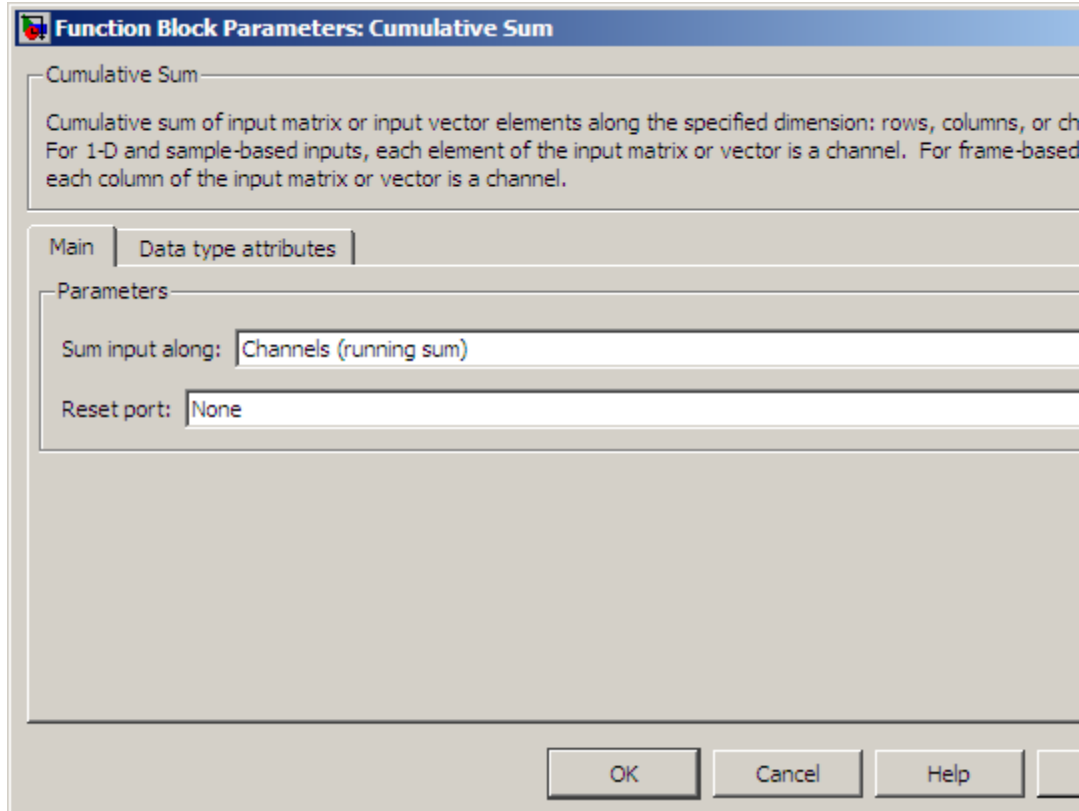 Function Block Parameters: Cumulative Sum
Cumulative Sum
Cumulative sum of input matrix or input vector elements along the specified dimension: rows, columns, or
For 1-D and sample-based inputs, each element of the input matrix or vector is a channel. For frame-based
each column of the input matrix or vector is a channel.
Main Data type attributes
Parameters
Sum input along: Channels (running sum)
Reset port: None
OK Cancel Help